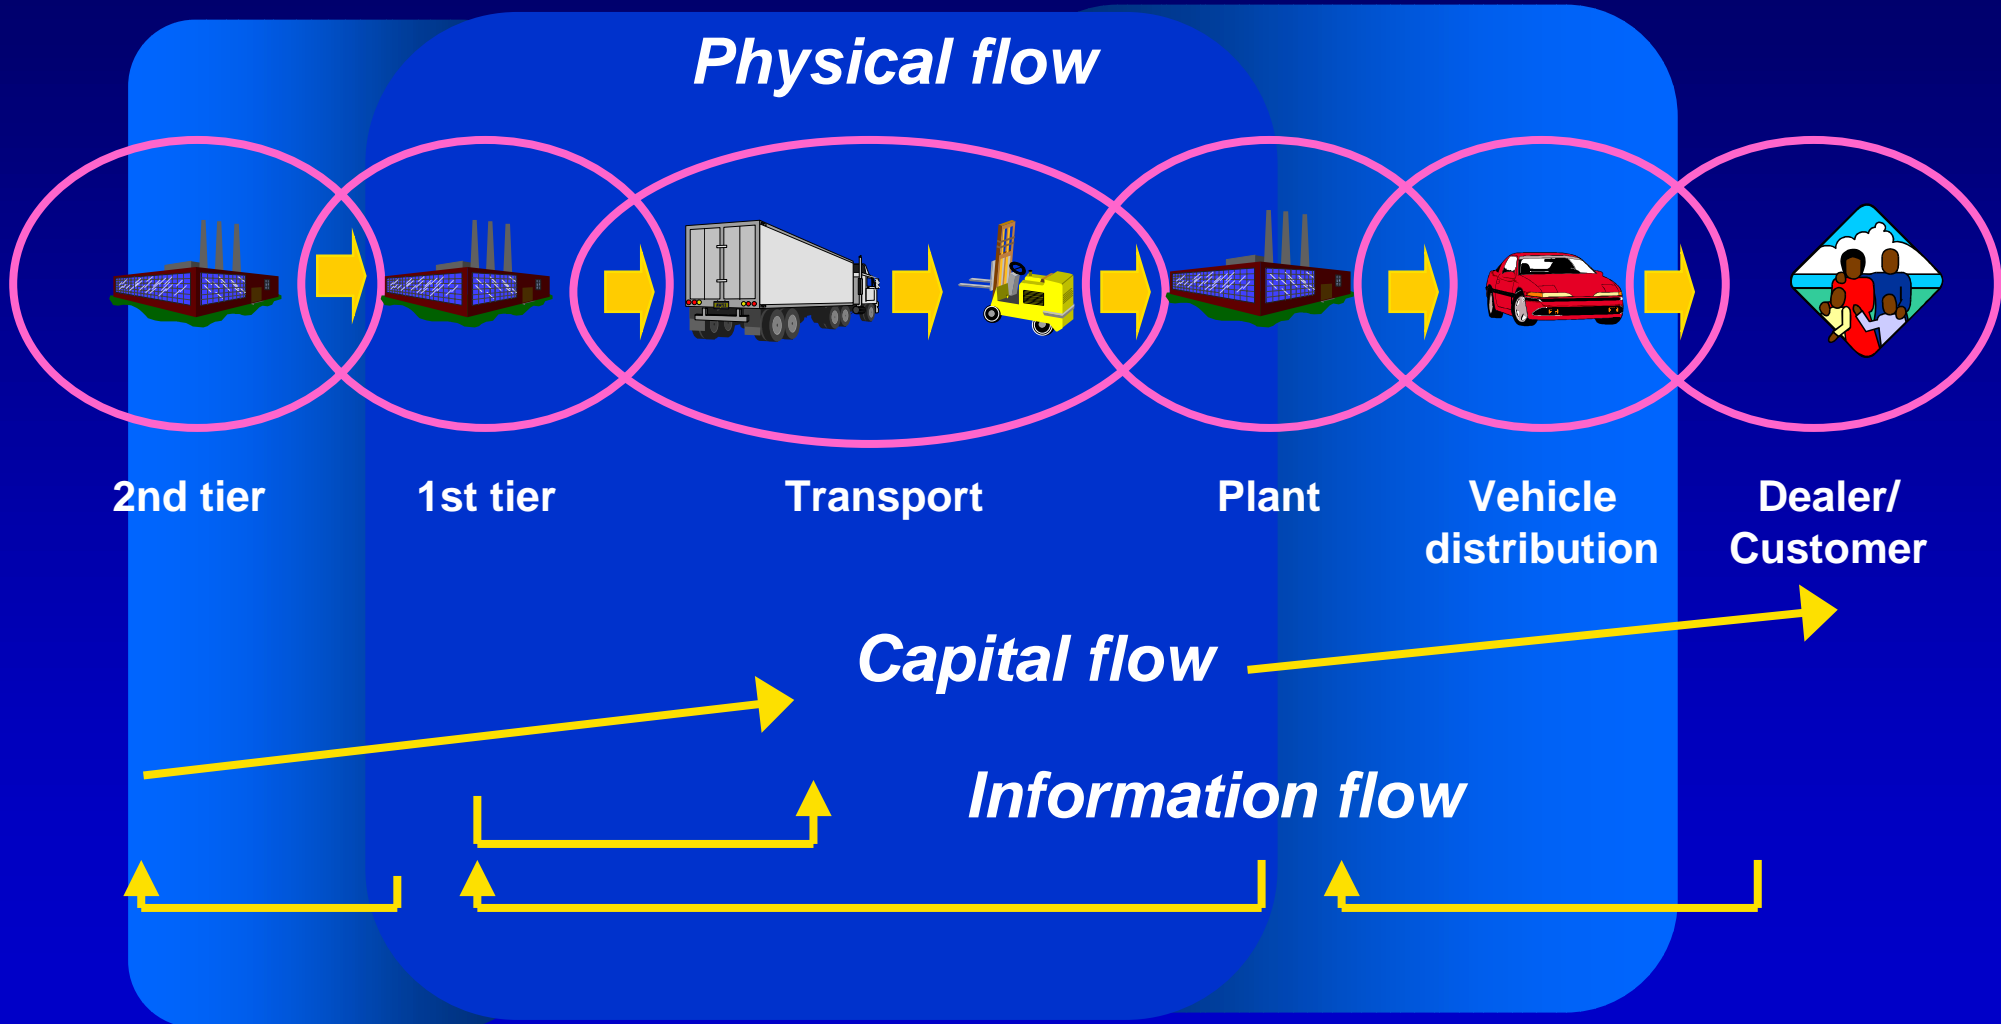 Physical flow
2nd tier
1st tier
Transport
Plant
Vehicle
distribution
Dealer/
Customer
Capital flow
Information flow